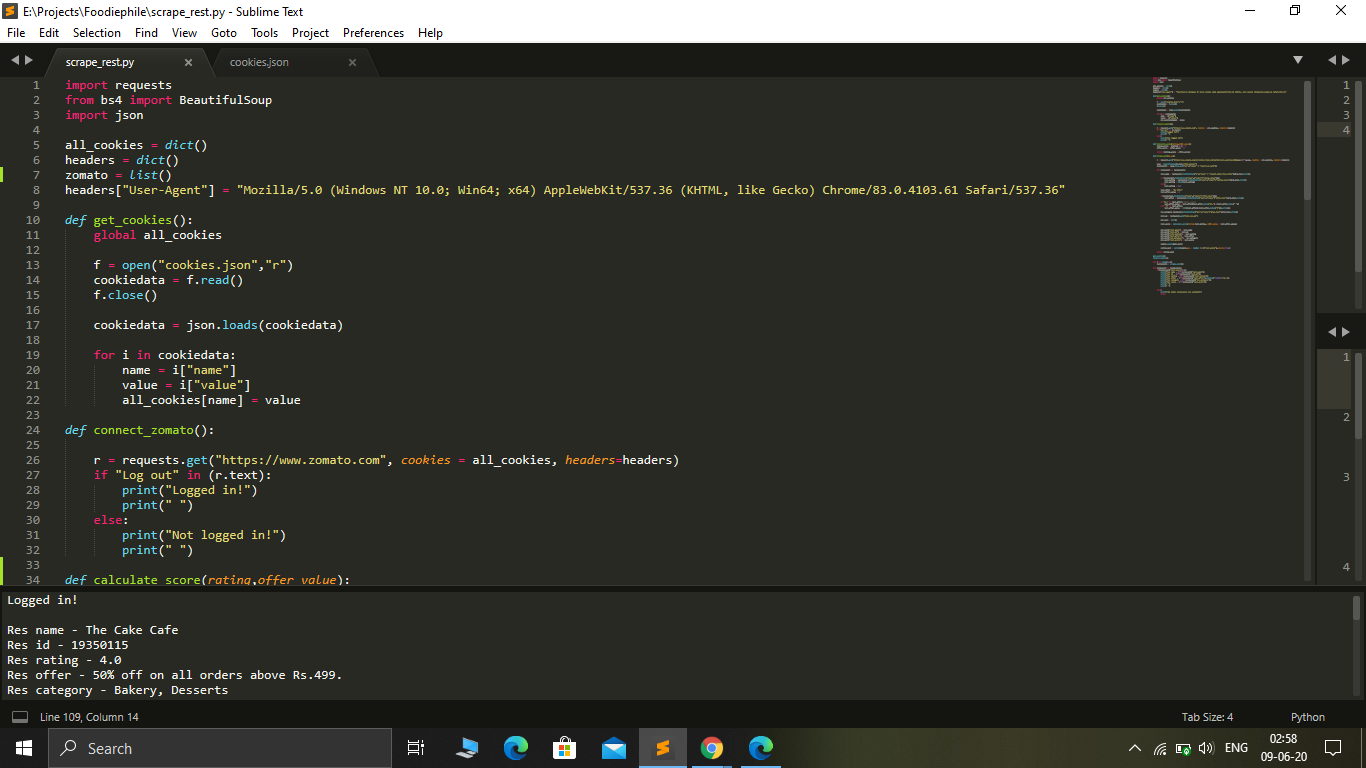 E:\Projects\Foodiephile\scrape_rest.py - Sublime Text
File Edit Selection Find View Goto Tools Project Preferences Help
scrape_rest.py cookies.json
1 import requests
2 from bs4 import BeautifulSoup
3 import json
4
5 all_cookies = dict()
6 headers = dict()
7 zomato = list()
8 headers["User-Agent"] = "Mozilla/5.0 (Windows NT 10.0; Win64; x64) AppleWebKit/537.36 (KHTML, like Gecko) Chrome/83.0.4103.61 Safari/537.36"
9
10 def get_cookies():
11 global all_cookies
12
13 f = open("cookies.json","r")
14 cookiedata = f.read()
15 f.close()
16
17 cookiedata = json.loads(cookiedata)
18
19 for i in cookiedata:
20 name = i["name"]
21 value = i["value"]
22 all_cookies[name] = value
23
24 def connect_zomato():
25
26 r = requests.get("https://www.zomato.com", cookies = all_cookies, headers=headers)
27 if "Log out" in (r.text):
28 print("Logged in!")
29 print(" ")
30 else:
31 print("Not logged in!")
32 print(" ")
33
34 def calculate_score(rating,offer_value):
1
2
3
4
1
2
3
4
Logged in!
Res name - The Cake Cafe
Res id - 19350115
Res rating - 4.0
Res offer - 50% off on all orders above Rs.499.
Res category - Bakery, Desserts
Line 109, Column 14 Tab Size: 4 Python
Search ENG 02:58
09-06-20